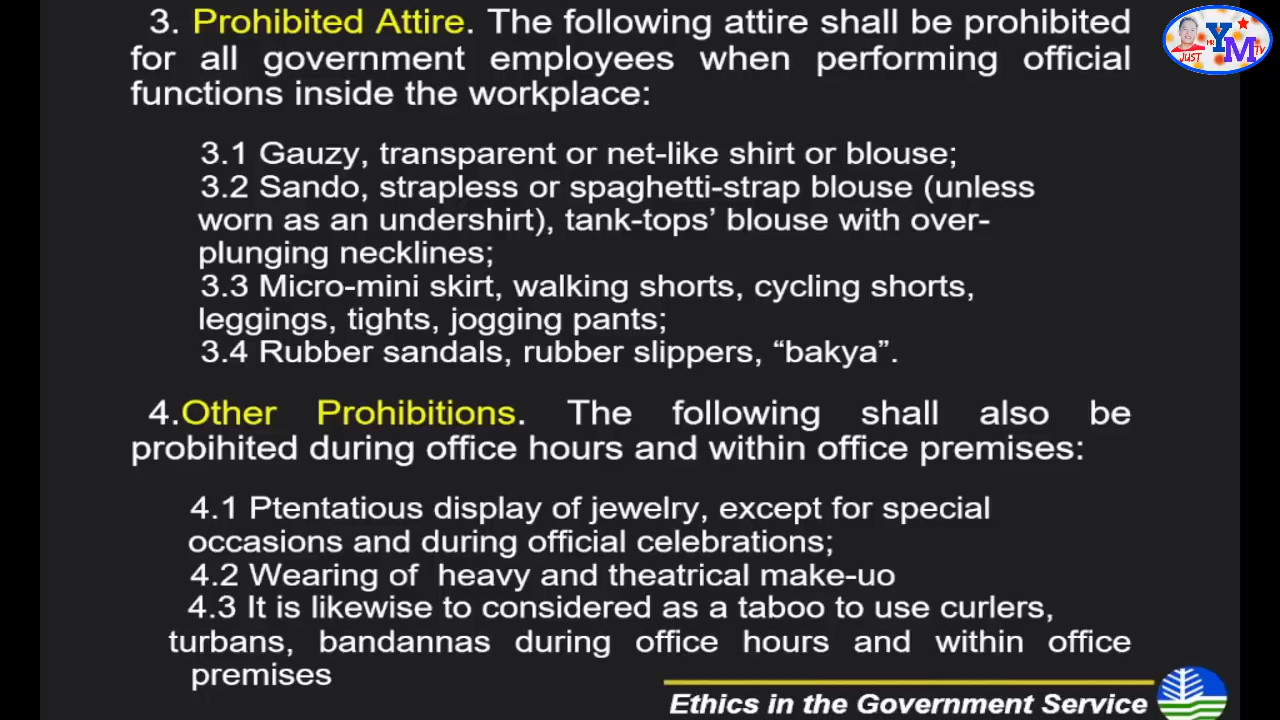 3. Prohibited Attire. The following attire shall be prohibited
for all government employees when performing official
functions inside the workplace:
3.1 Gauzy, transparent or net-like shirt or blouse;
3.2 Sando, strapless or spaghetti-strap blouse (unless
worn as an undershirt), tank-tops’ blouse with over-
plunging necklines;
3.3 Micro-mini skirt, walking shorts, cycling shorts,
leggings, tights, jogging pants;
3.4 Rubber sandals, rubber slippers, “bakya”.
4.Other Prohibitions. The following shall also be
probihited during office hours and within office premises:
4.1 Ptentatious display of jewelry, except for special
occasions and during official celebrations;
4.2 Wearing of heavy and theatrical make-uo
4.3 It is likewise to considered as a taboo to use curlers,
turbans, bandannas during office hours and within office
premises
Ethics in the Government Service
JUST MR YM TV